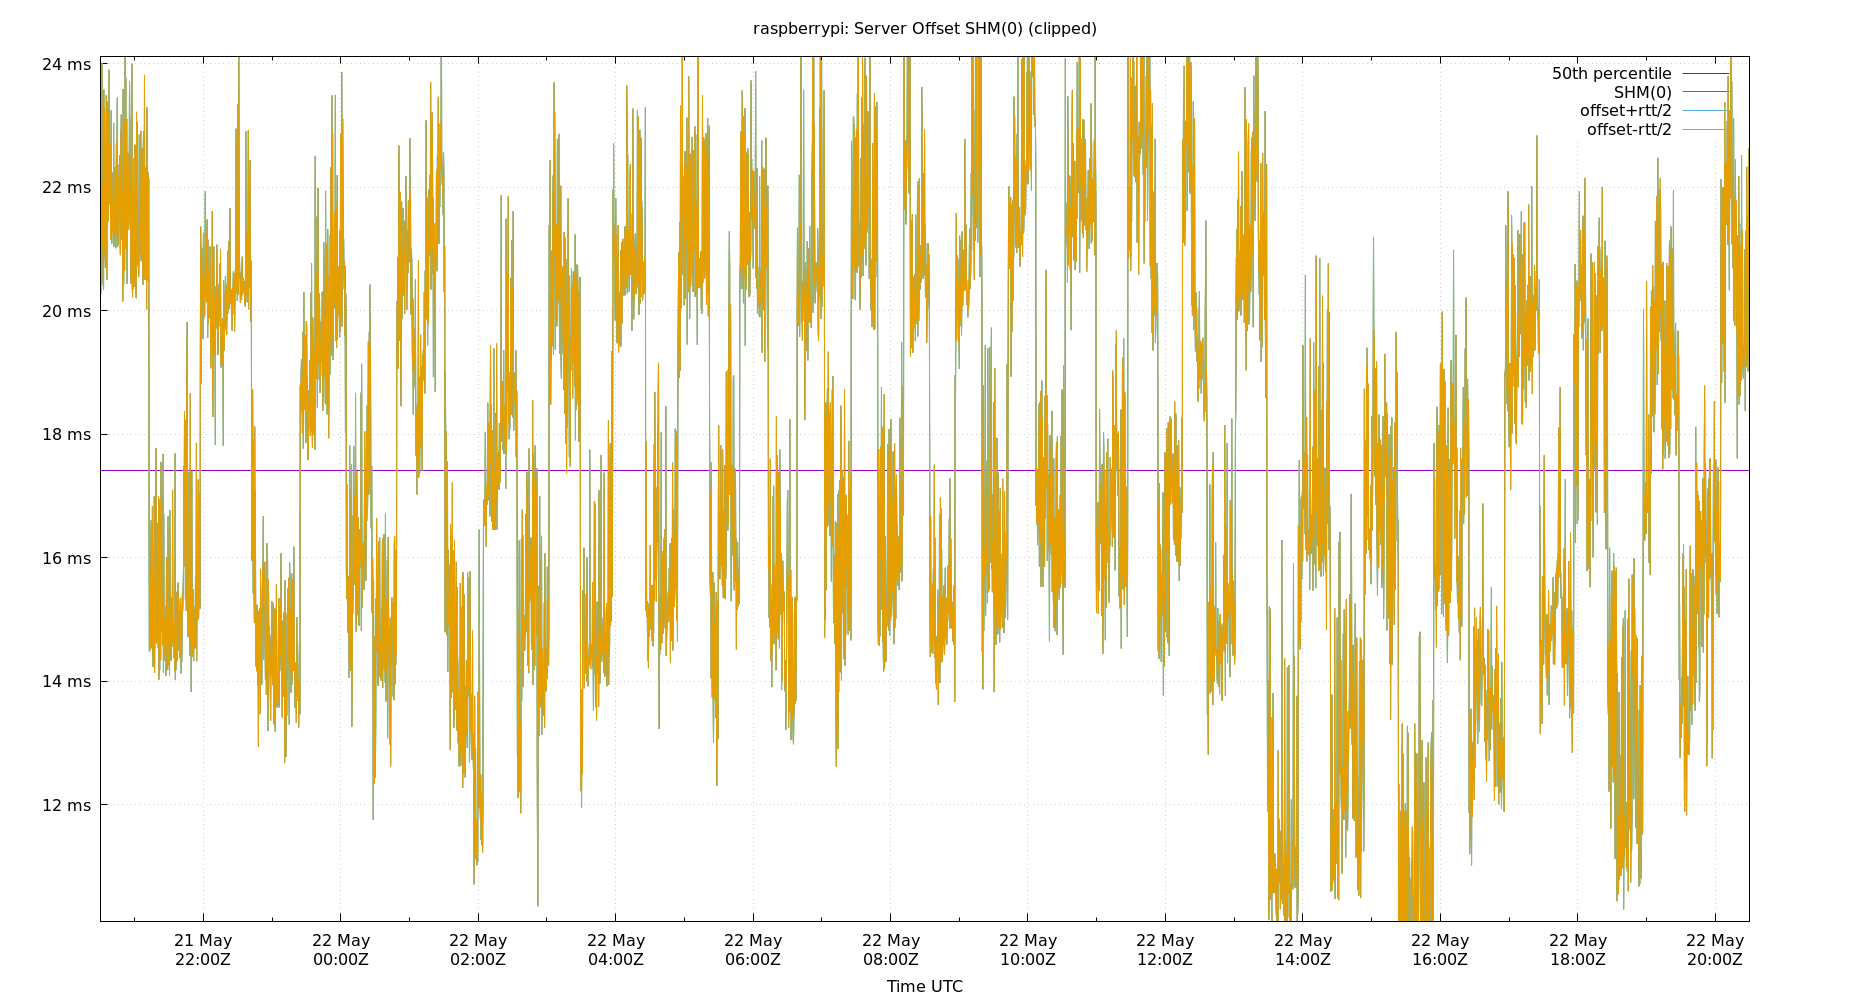 raspberrypi: Server Offset SHM(0) (clipped)
24 ms
22 ms
20 ms
18 ms
16 ms
14 ms
12 ms
50th percentile
SHM(0)
offset+rtt/2
offset-rtt/2
21 May 22 May 22 May 22 May 22 May 22 May 22 May 22 May 22 May 22 May 22 May 22 May
22:00Z 00:00Z 02:00Z 04:00Z 06:00Z 08:00Z 10:00Z 12:00Z 14:00Z 16:00Z 18:00Z 20:00Z
Time UTC